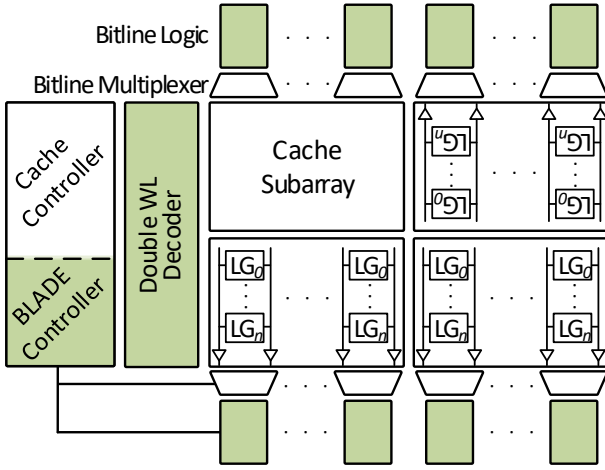 Bitline Logic
Bitline Multiplexer
Cache
Controller
BLADE
Controller
Double WL
Decoder
Cache
Subarray
LGn
LGn
LG0
LG0
LG0
LG0
LG0
LG0
LGn
LGn
LGn
LGn